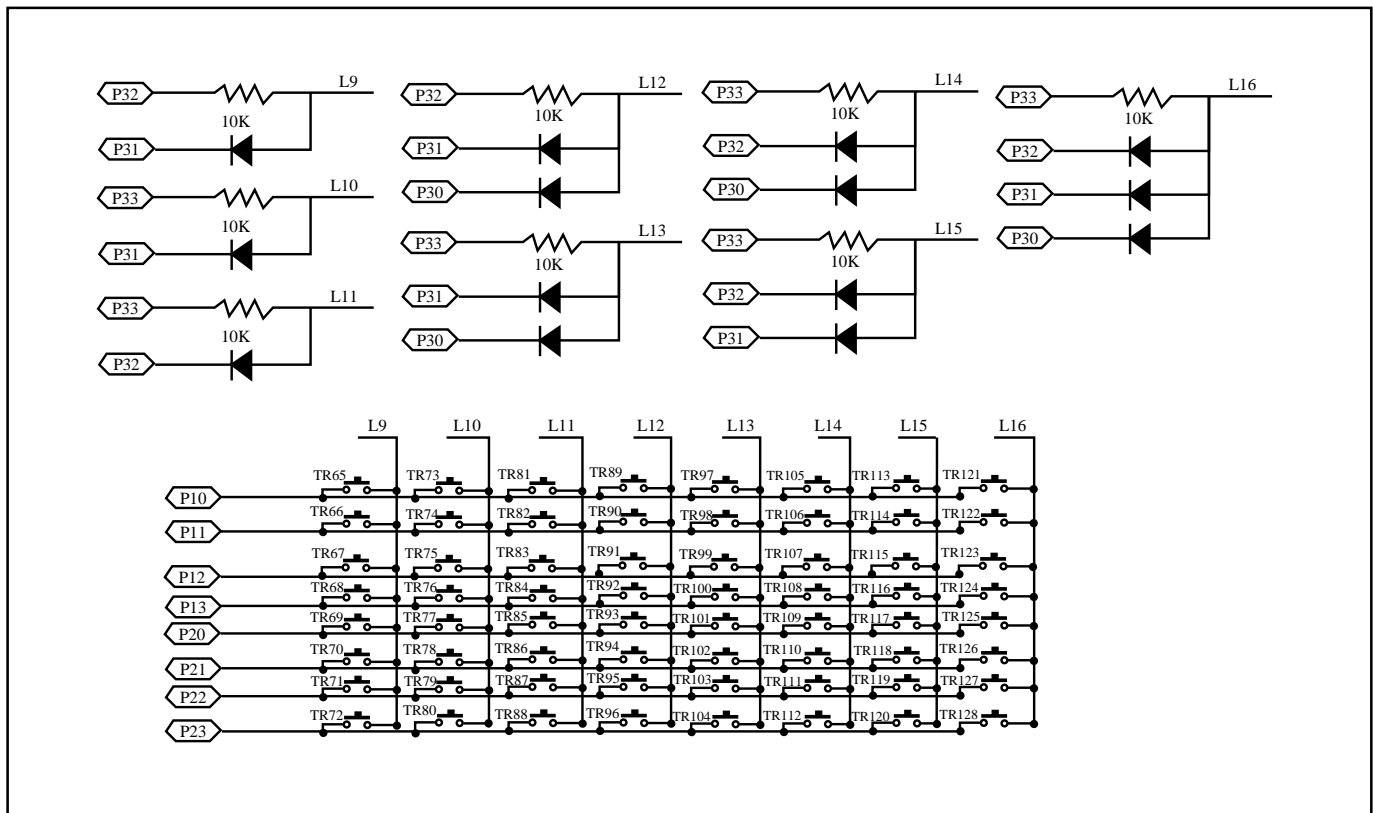 P32 L9
10K
P31
P33 L10
10K
P31
P33 L11
10K
P32
P32 L12
10K
P31
P30
P33 L13
10K
P31
P30
P33 L14
10K
P32
P30
P33 L15
10K
P32
P31
P33 L16
10K
P32
P31
P30
L9 L10 L11 L12 L13 L14 L15 L16
P10 TR65 TR73 TR81 TR89 TR97 TR105 TR113 TR121
P11 TR66 TR74 TR82 TR90 TR98 TR106 TR114 TR122
P12 TR67 TR75 TR83 TR91 TR99 TR107 TR115 TR123
P13 TR68 TR76 TR84 TR92 TR100 TR108 TR116 TR124
P20 TR69 TR77 TR85 TR93 TR101 TR109 TR117 TR125
P21 TR70 TR78 TR86 TR94 TR102 TR110 TR118 TR126
P22 TR71 TR79 TR87 TR95 TR103 TR111 TR119 TR127
P23 TR72 TR80 TR88 TR96 TR104 TR112 TR120 TR128